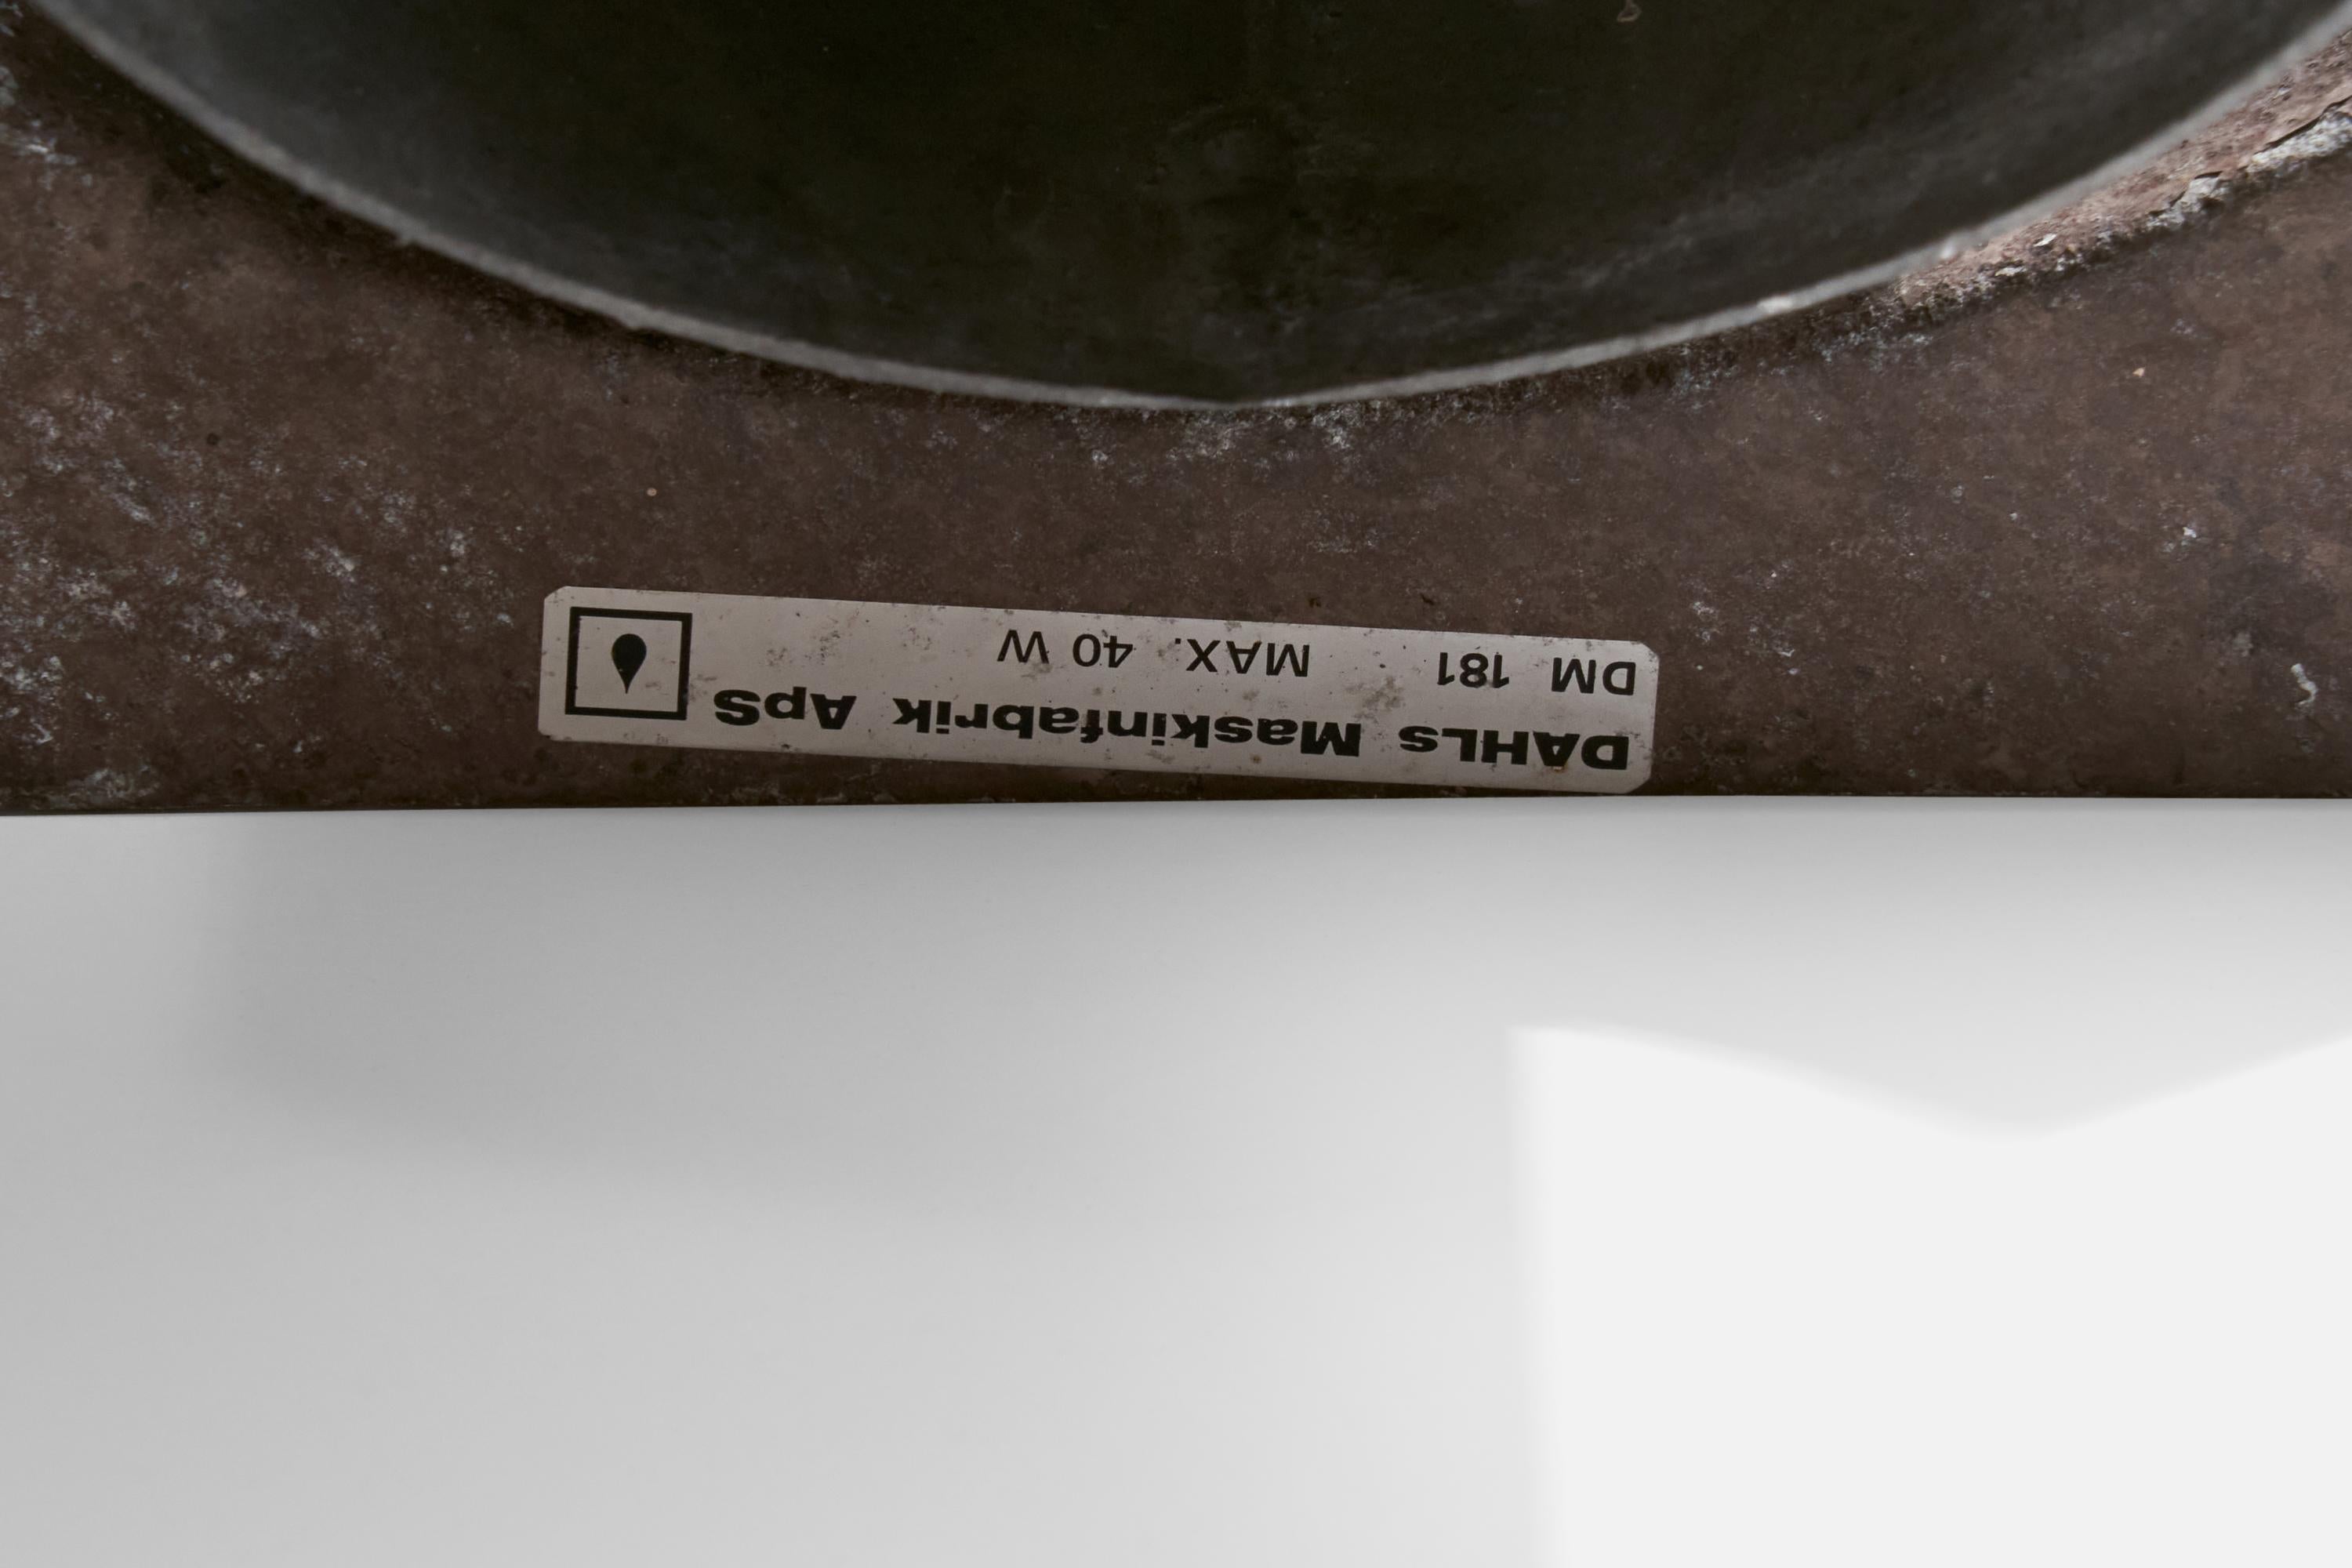 DAHLs Maskinfabrik ApS
DM 181 MAX. 40 W